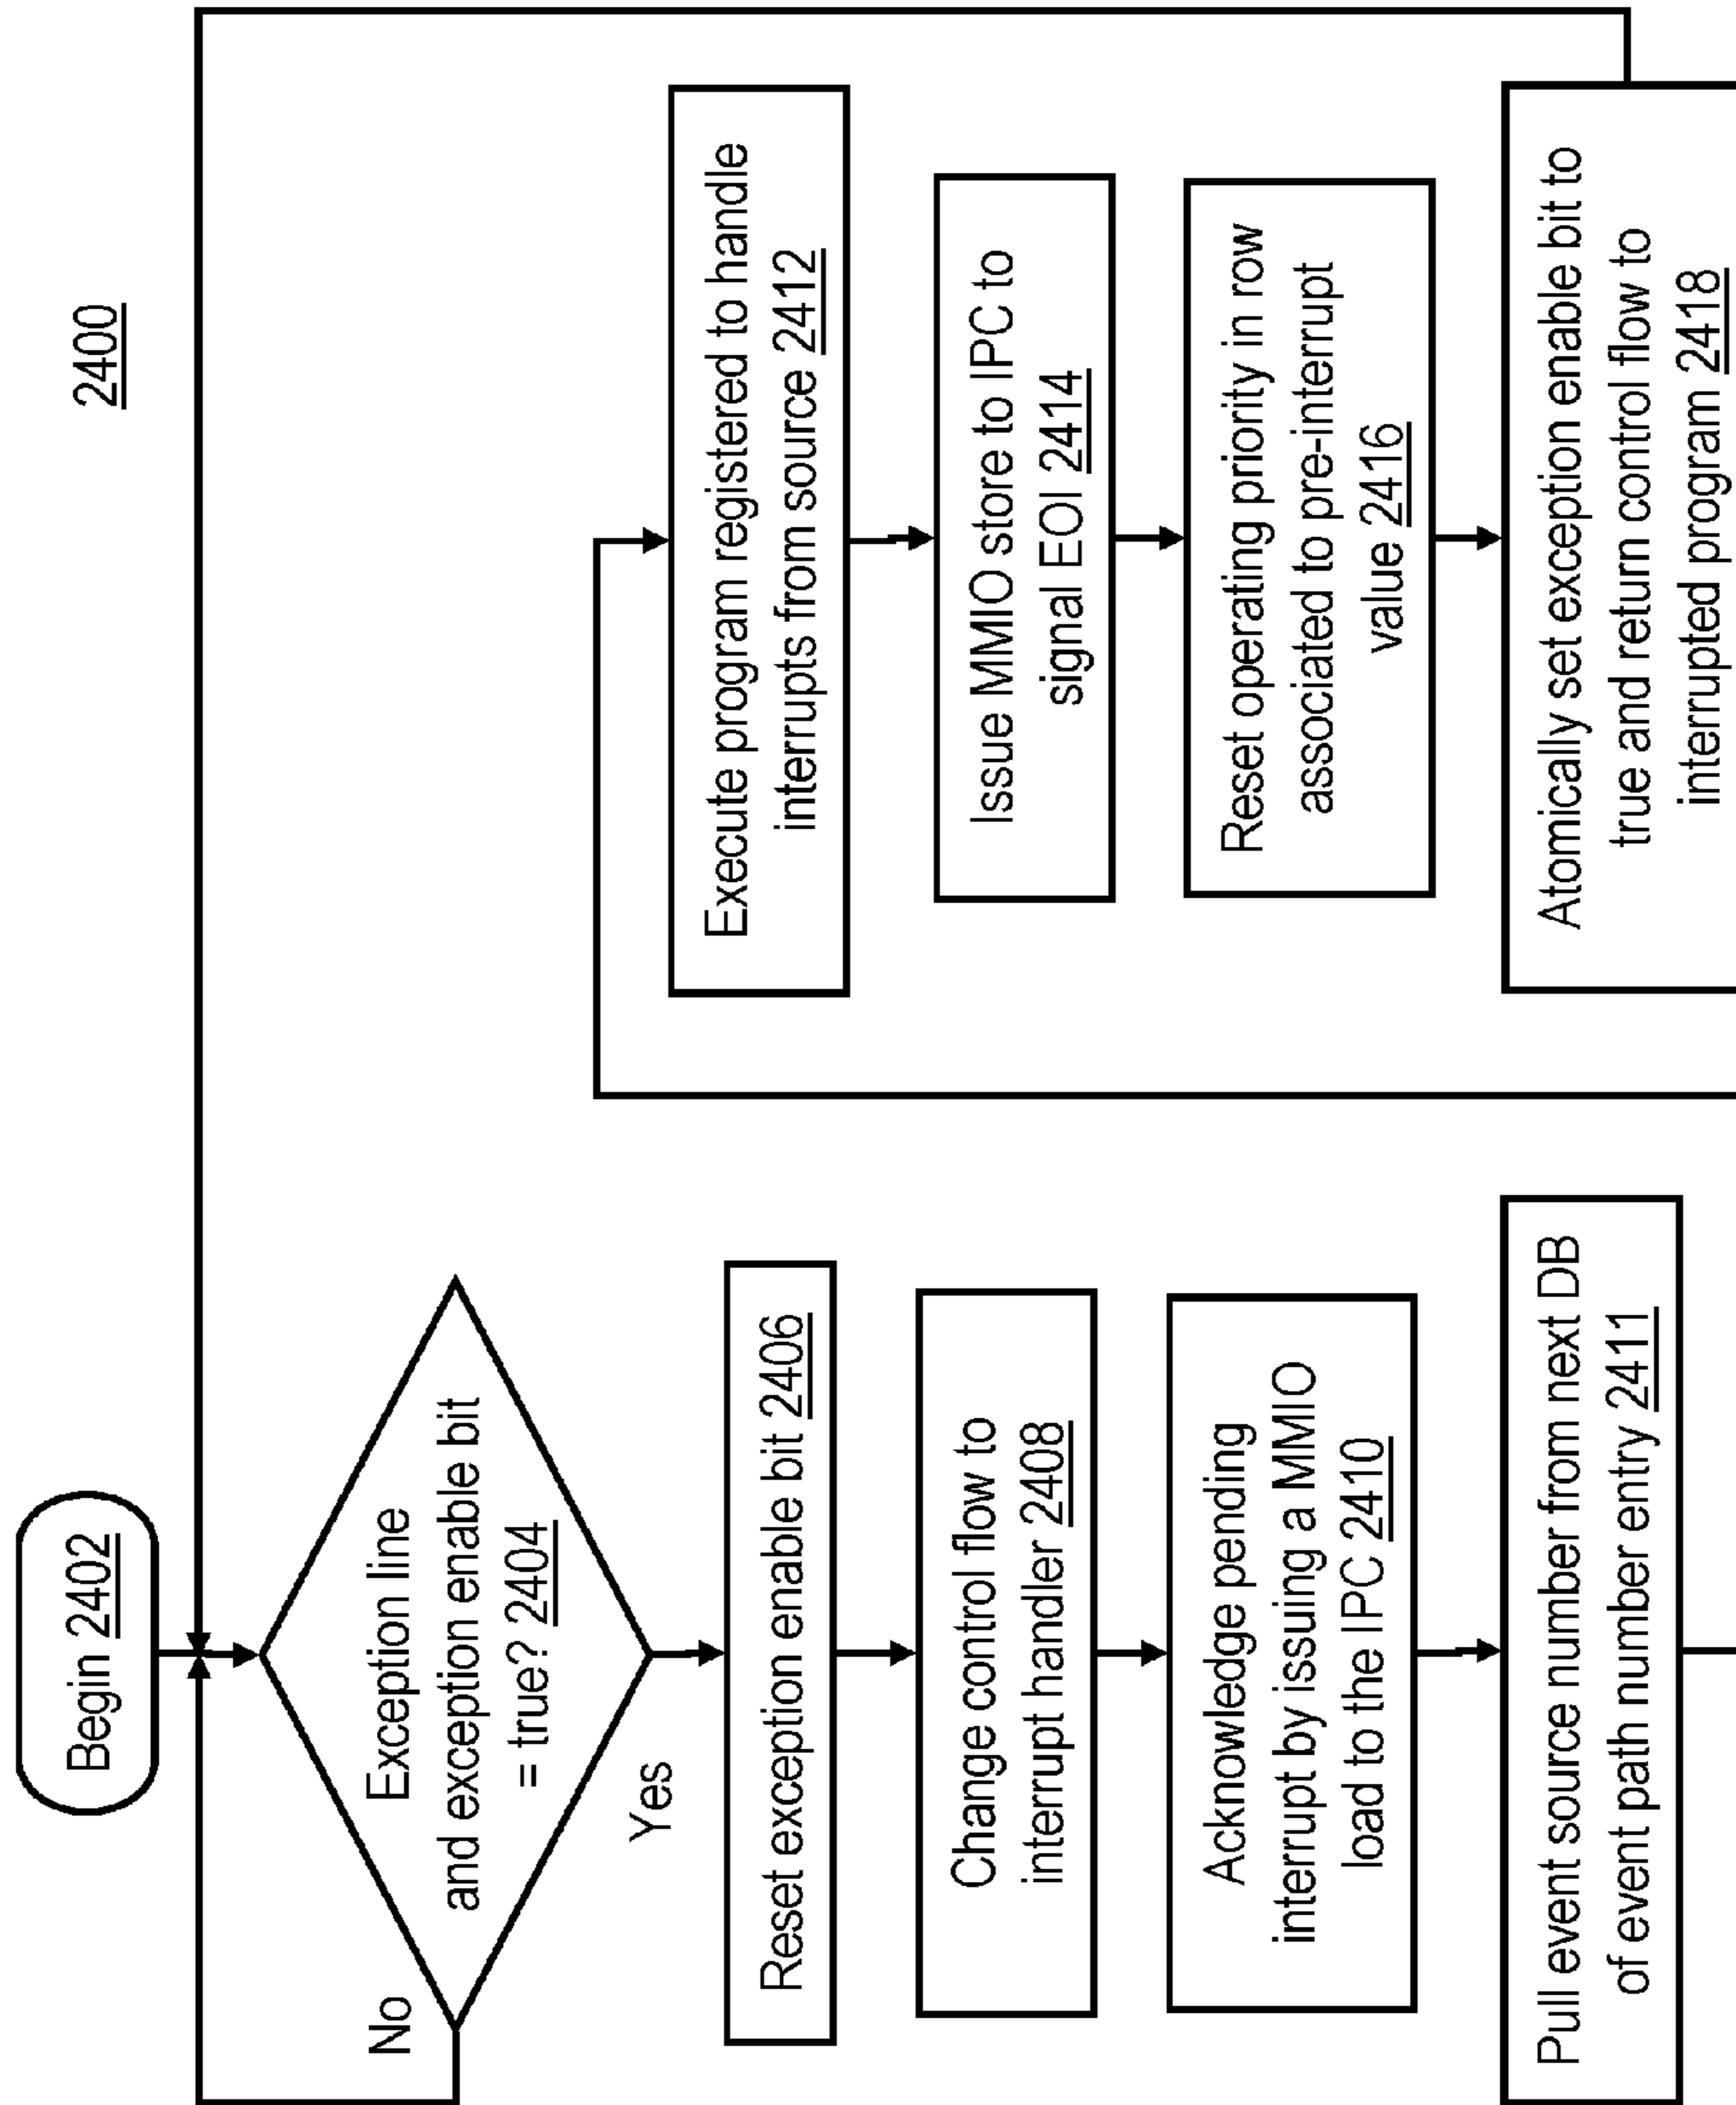 2400
Begin 2402
Exception line
and exception enable bit
= true? 2404
No
Yes
Reset exception enable bit 2406
Change control flow to
interrupt handler 2408
Acknowledge pending
interrupt by issuing a MMIO
load to the IPC 2410
Pull event source number from next DB
of event path number entry 2411
Execute program registered to handle
interrupts from source 2412
Issue MMIO store to IPC to
signal EOI 2414
Reset operating priority in row
associated to pre-interrupt
value 2416
Atomically set exception enable bit to
true and return control flow to
interrupted program 2418